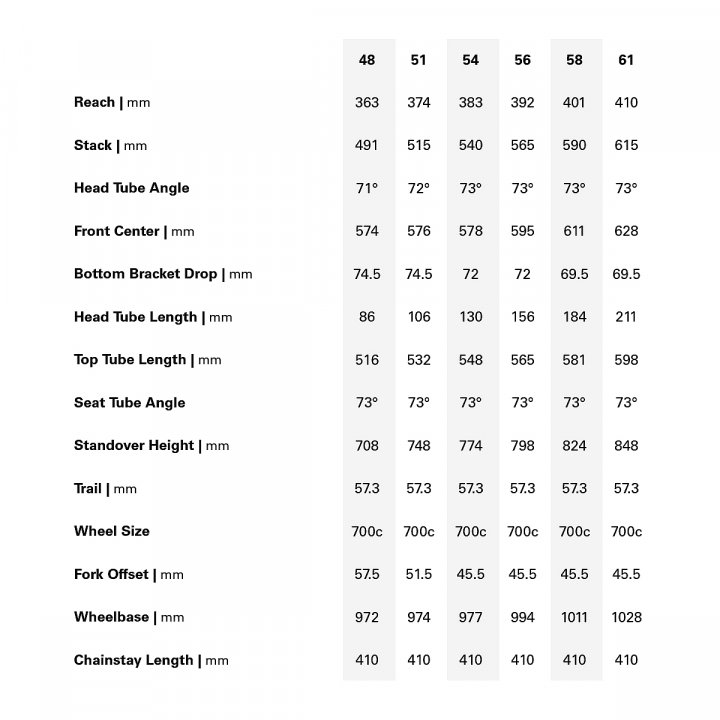 48 51 54 56 58 61
Reach | mm 363 374 383 392 401 410
Stack | mm 491 515 540 565 590 615
Head Tube Angle 71° 72° 73° 73° 73° 73°
Front Center | mm 574 576 578 595 611 628
Bottom Bracket Drop | mm 74.5 74.5 72 72 69.5 69.5
Head Tube Length | mm 86 106 130 156 184 211
Top Tube Length | mm 516 532 548 565 581 598
Seat Tube Angle 73° 73° 73° 73° 73° 73°
Standover Height | mm 708 748 774 798 824 848
Trail | mm 57.3 57.3 57.3 57.3 57.3 57.3
Wheel Size 700c 700c 700c 700c 700c 700c
Fork Offset | mm 57.5 51.5 45.5 45.5 45.5 45.5
Wheelbase | mm 972 974 977 994 1011 1028
Chainstay Length | mm 410 410 410 410 410 410